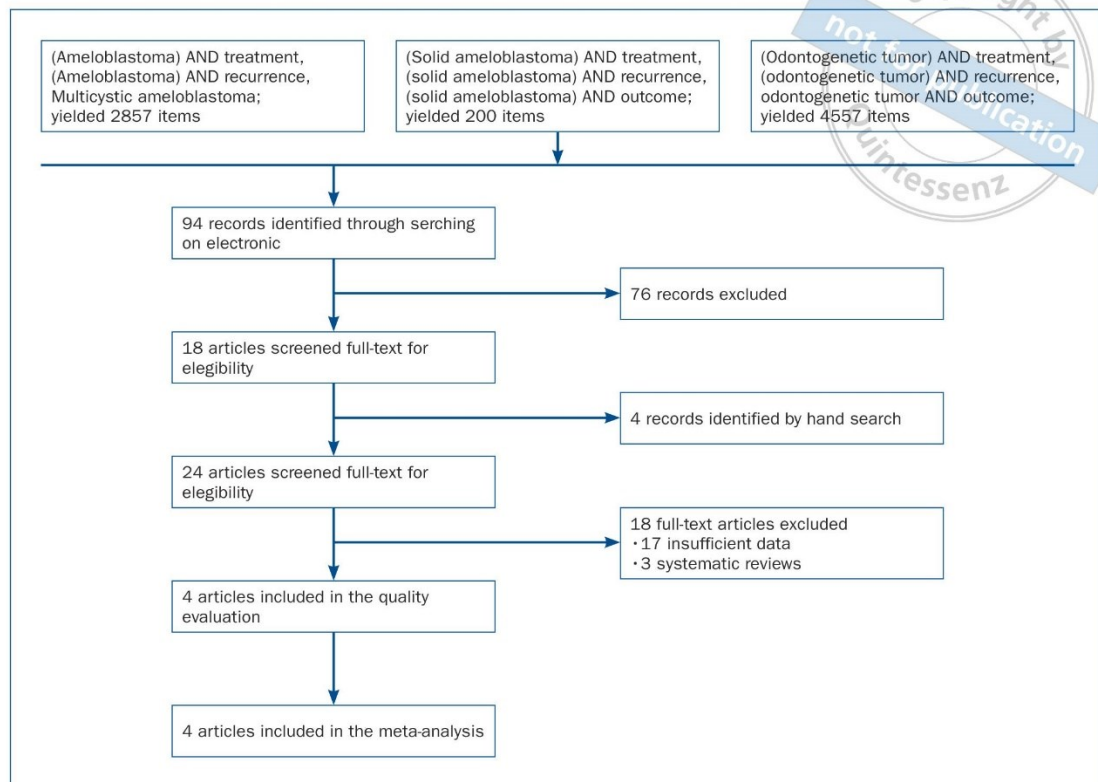 (Ameloblastoma) AND treatment,
(Ameloblastoma) AND recurrence,
Multicystic ameloblastoma;
yielded 2857 items
(Solid ameloblastoma) AND treatment,
(solid ameloblastoma) AND recurrence,
(solid ameloblastoma) AND outcome;
yielded 200 items
(Odontogenetic tumor) AND treatment,
(odontogenetic tumor) AND recurrence,
odontogenetic tumor AND outcome;
yielded 4557 items
94 records identified through serching
on electronic
76 records excluded
18 articles screened full-text for
elegibility
4 records identified by hand search
24 articles screened full-text for
elegibility
18 full-text articles excluded
・17 insufficient data
・3 systematic reviews
4 articles included in the quality
evaluation
4 articles included in the meta-analysis
by
not for publication
Quintessenz